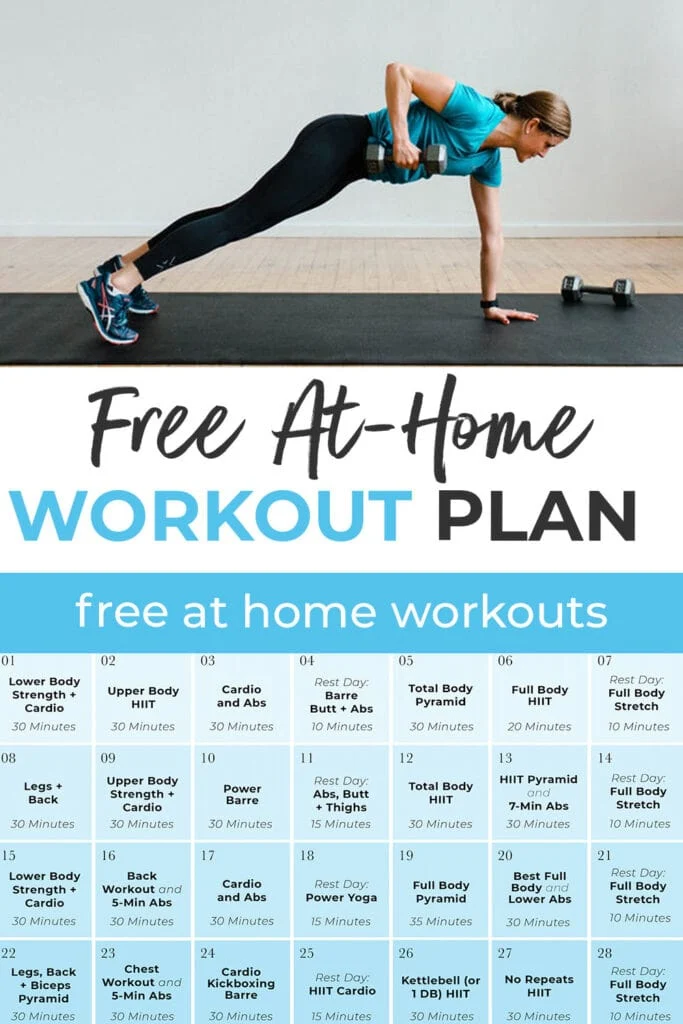 Free At-Home
WORKOUT PLAN
free at home workouts
01
Lower Body
Strength +
Cardio
30 Minutes
02
Upper Body
HIIT
30 Minutes
03
Cardio
and Abs
30 Minutes
04
Rest Day:
Barre
Butt + Abs
10 Minutes
05
Total Body
Pyramid
30 Minutes
06
Full Body
HIIT
20 Minutes
07
Rest Day:
Full Body
Stretch
10 Minutes
08
Legs +
Back
30 Minutes
09
Upper Body
Strength +
Cardio
30 Minutes
10
Power
Barre
30 Minutes
11
Rest Day:
Abs, Butt
+ Thighs
15 Minutes
12
Total Body
HIIT
30 Minutes
13
HIIT Pyramid
and
7-Min Abs
30 Minutes
14
Rest Day:
Full Body
Stretch
10 Minutes
15
Lower Body
Strength +
Cardio
30 Minutes
16
Back
Workout and
5-Min Abs
30 Minutes
17
Cardio
and Abs
30 Minutes
18
Rest Day:
Power Yoga
15 Minutes
19
Full Body
Pyramid
35 Minutes
20
Best Full
Body and
Lower Abs
30 Minutes
21
Rest Day:
Full Body
Stretch
10 Minutes
22
Legs, Back
+ Biceps
Pyramid
30 Minutes
23
Chest
Workout and
5-Min Abs
30 Minutes
24
Cardio
Kickboxing
Barre
30 Minutes
25
Rest Day:
HIIT Cardio
15 Minutes
26
Kettlebell (or
1 DB) HIIT
30 Minutes
27
No Repeats
HIIT
30 Minutes
28
Rest Day:
Full Body
Stretch
10 Minutes